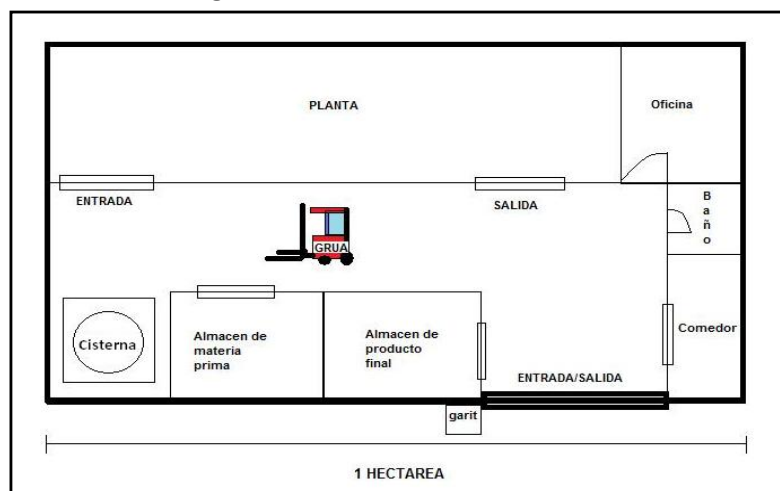 PLANTA
Oficina
ENTRADA
SALIDA
Baño
GRUA
Cisterna
Almacen de
materia
prima
Almacen de
producto
final
Comedor
ENTRADA/SALIDA
garit
1 HECTAREA